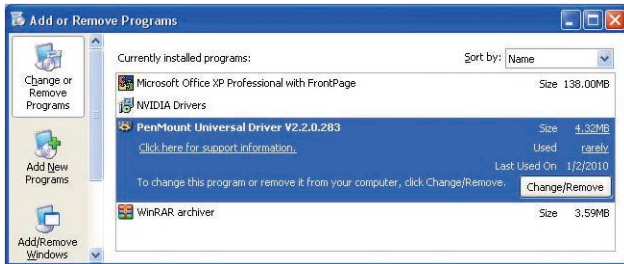 Add or Remove Programs
Change or
Remove
Programs
Add New
Programs
Add/Remove
Windows
Currently installed programs:
Sort by: Name
Microsoft Office XP Professional with FrontPage Size 138.00MB
NVIDIA Drivers
PenMount Universal Driver V2.2.0.283 Size 4.32MB
Click here for support information. Used rarely
Last Used On 1/2/2010
To change this program or remove it from your computer, click Change/Remove. Change/Remove
WinRAR archiver Size 3.59MB